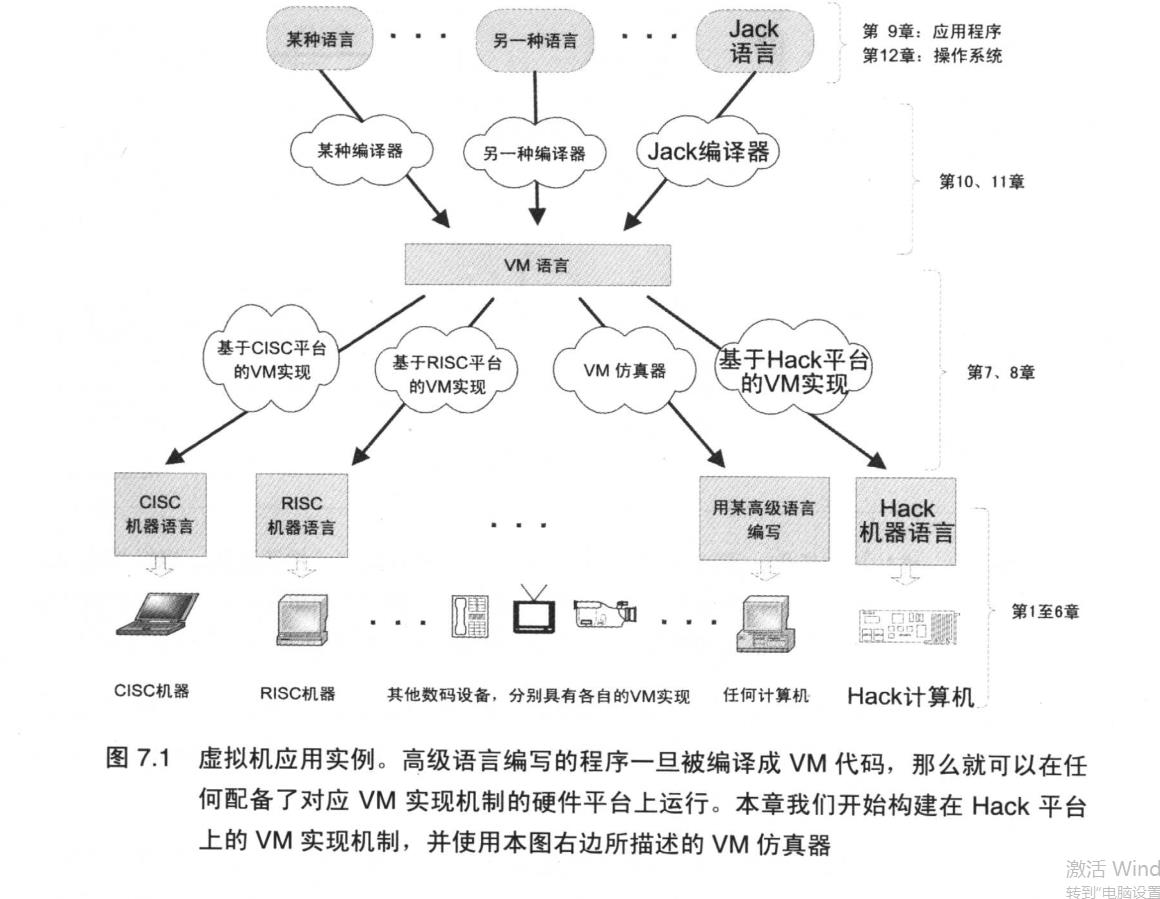 某种语言
· · ·
另一种语言
· · ·
Jack
语言
第 9章：应用程序
第12章：操作系统
某种编译器
另一种编译器
Jack编译器
第10、11章
VM 语言
基于CISC平台
的VM实现
基于RISC平台
的VM实现
VM 仿真器
基于Hack平台
的VM实现
第7、8章
CISC
机器语言
RISC
机器语言
· · ·
用某高级语言
编写
Hack
机器语言
· · ·
· · ·
第1至6章
CISC机器
RISC机器
其他数码设备，分别具有各自的VM实现
任何计算机
Hack计算机
图 7.1 虚拟机应用实例。高级语言编写的程序一旦被编译成 VM 代码，那么就可以在任
何配备了对应 VM 实现机制的硬件平台上运行。本章我们开始构建在 Hack 平台
上的 VM 实现机制，并使用本图右边所描述的 VM 仿真器
激活 Wind
转到"电脑设置